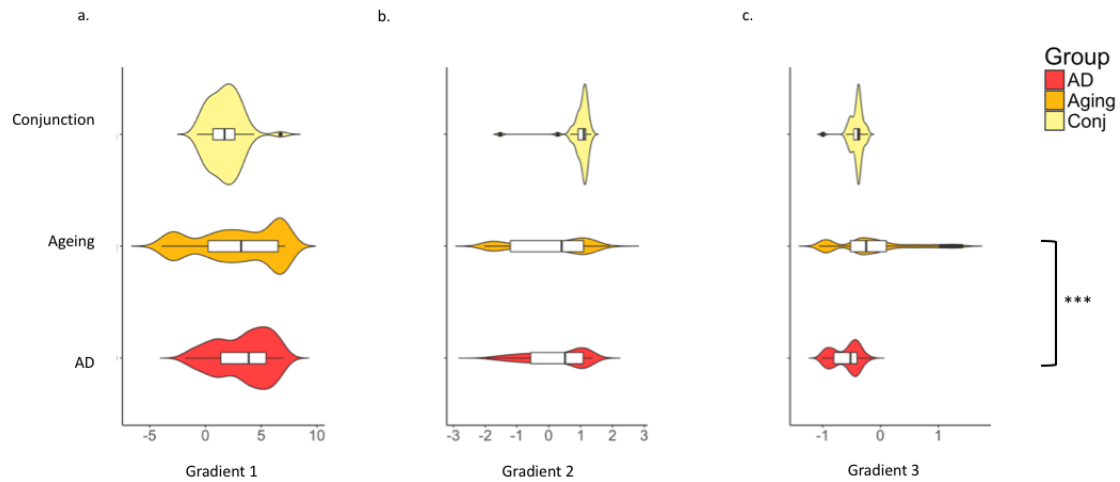 a.
b.
c.
Group
AD
Aging
Conj
Conjunction
Ageing
AD
***
-5 0 5 10
-3 -2 -1 0 1 2 3
-1 0 1
Gradient 1
Gradient 2
Gradient 3